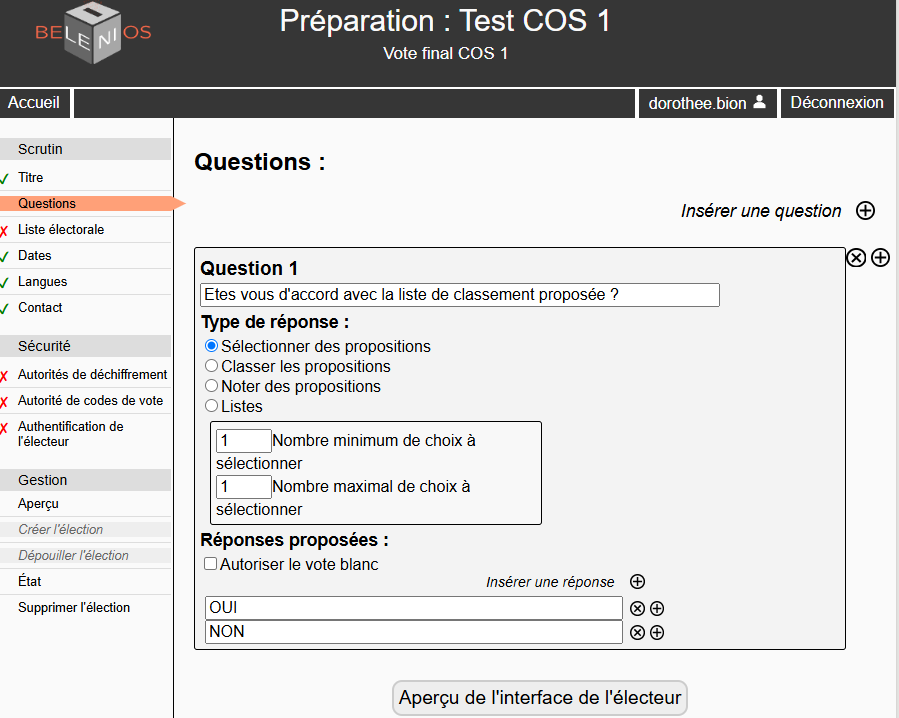 BELENIOS
Préparation : Test COS 1
Vote final COS 1
Accueil
dorothee.bion
Déconnexion
Scrutin
Titre
Questions
Liste électorale
Dates
Langues
Contact
Sécurité
Autorités de déchiffrement
Autorité de codes de vote
Authentification de
l'électeur
Gestion
Aperçu
Créer l'élection
Dépouiller l'élection
État
Supprimer l'élection
Questions :
Insérer une question
Question 1
Etes vous d'accord avec la liste de classement proposée ?
Type de réponse :
Sélectionner des propositions
Classer les propositions
Noter des propositions
Listes
1 Nombre minimum de choix à
sélectionner
1 Nombre maximal de choix à
sélectionner
Réponses proposées :
Autoriser le vote blanc
Insérer une réponse
OUI
NON
Aperçu de l'interface de l'électeur